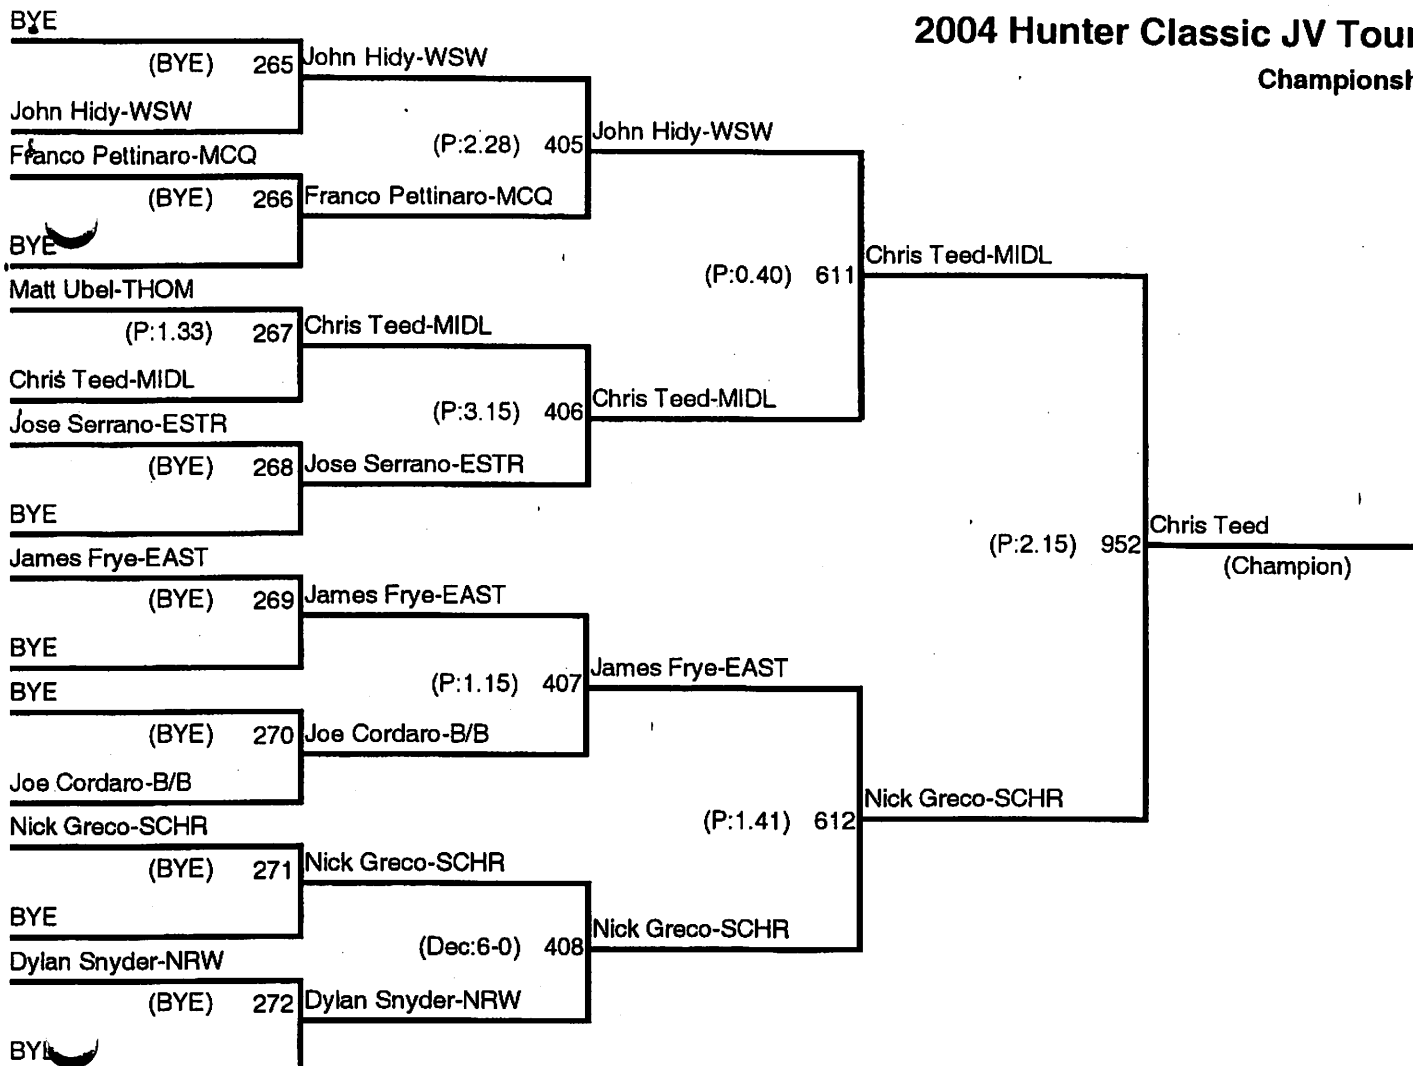 2004 Hunter Classic JV Tour
Championsh
BYE
(BYE) 265 John Hidy-WSW
John Hidy-WSW
(P:2.28) 405 John Hidy-WSW
Franco Pettinaro-MCQ
(BYE) 266 Franco Pettinaro-MCQ
BYE
(P:0.40) 611 Chris Teed-MIDL
Matt Ubel-THOM
(P:1.33) 267 Chris Teed-MIDL
Chris Teed-MIDL
(P:3.15) 406 Chris Teed-MIDL
Jose Serrano-ESTR
(BYE) 268 Jose Serrano-ESTR
BYE
(P:2.15) 952 Chris Teed
(Champion)
James Frye-EAST
(BYE) 269 James Frye-EAST
BYE
(P:1.15) 407 James Frye-EAST
BYE
(BYE) 270 Joe Cordaro-B/B
Joe Cordaro-B/B
(P:1.41) 612 Nick Greco-SCHR
Nick Greco-SCHR
(BYE) 271 Nick Greco-SCHR
BYE
(Dec:6-0) 408 Nick Greco-SCHR
Dylan Snyder-NRW
(BYE) 272 Dylan Snyder-NRW
BYE